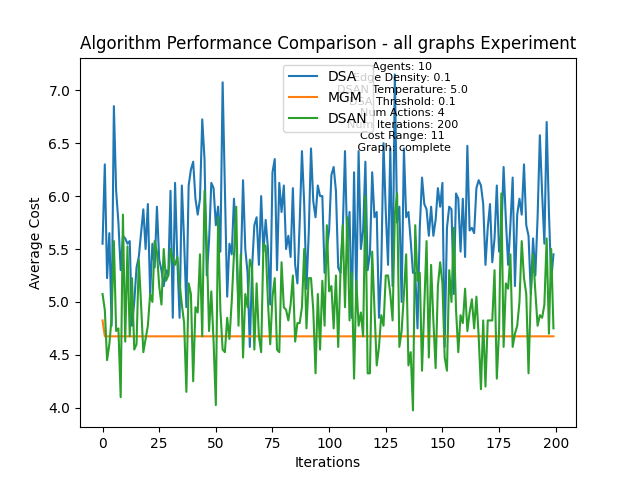 Algorithm Performance Comparison - all graphs Experiment
Agents: 10
Edge Density: 0.1
DSAN Temperature: 5.0
DSA Threshold: 0.1
Num Actions: 4
Num Iterations: 200
Cost Range: 11
Graph: complete
DSA
MGM
DSAN
Average Cost
7.0
6.5
6.0
5.5
5.0
4.5
4.0
0 25 50 75 100 125 150 175 200
Iterations